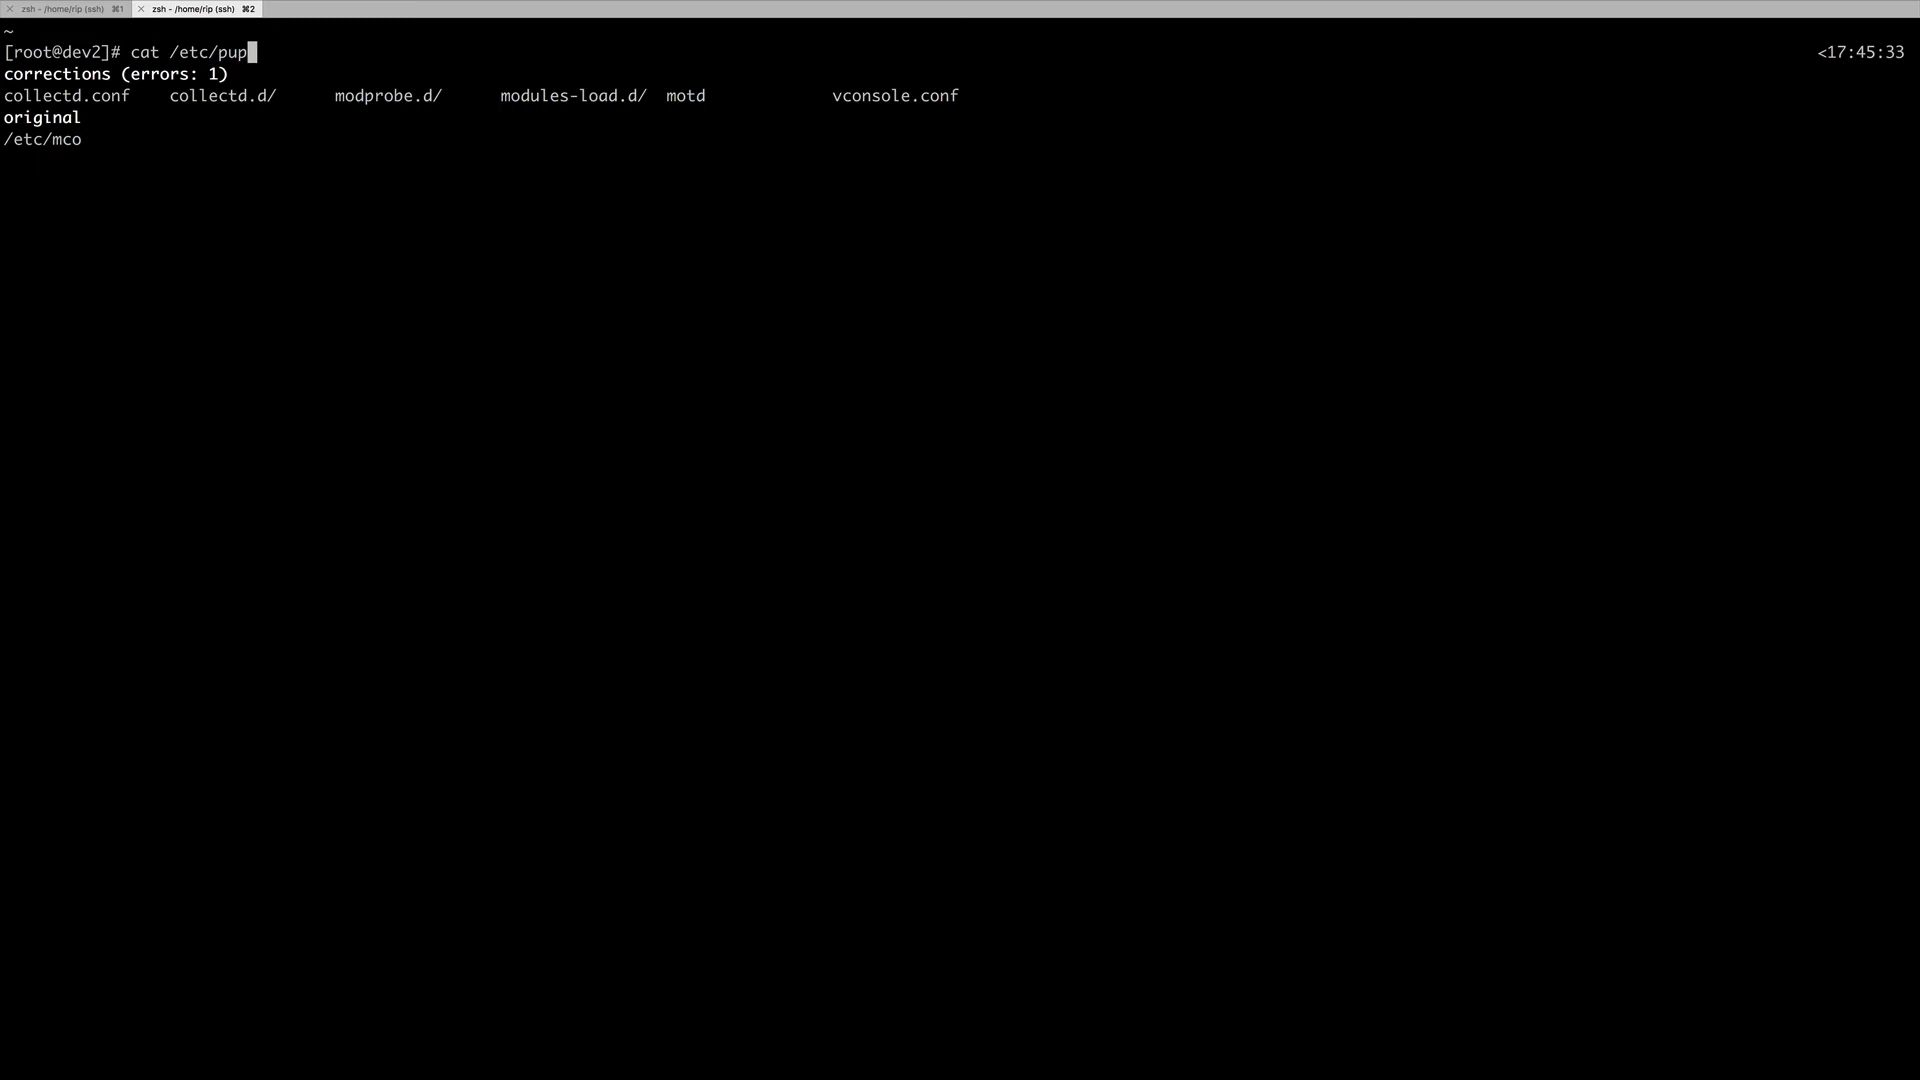 zsh - /home/rip (ssh) ⌘1 zsh - /home/rip (ssh) ⌘2
~
[root@dev2]# cat /etc/pup <17:45:33
corrections (errors: 1)
collectd.conf collectd.d/ modprobe.d/ modules-load.d/ motd vconsole.conf
original
/etc/mco